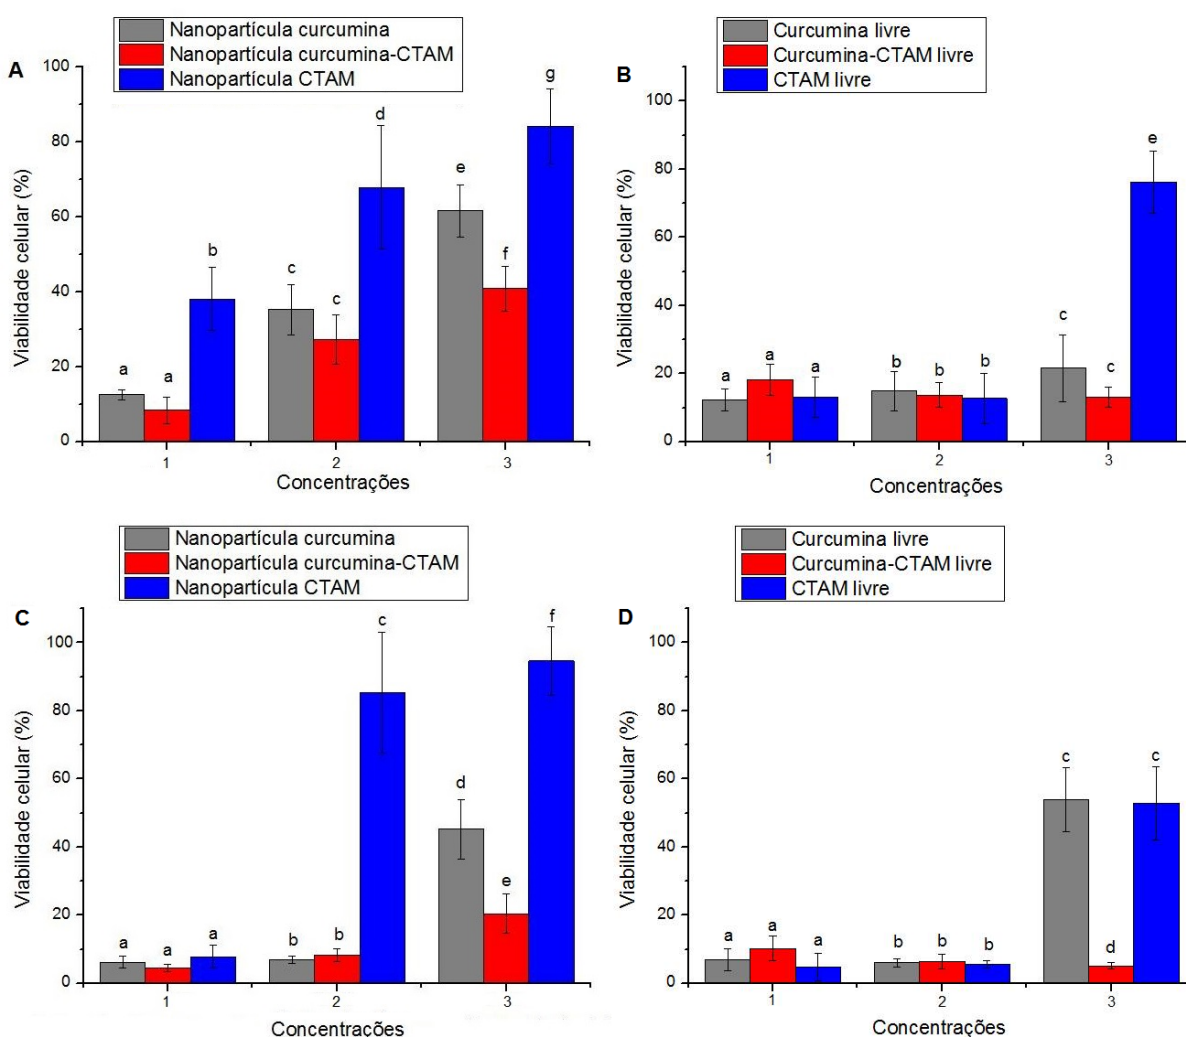 A
Nanopartícula curcumina
Nanopartícula curcumina-CTAM
Nanopartícula CTAM
Viabilidade celular (%)
100
80
60
40
20
0
a
a
b
c
c
d
e
f
g
1
2
3
Concentrações
B
Curcumina livre
Curcumina-CTAM livre
CTAM livre
Viabilidade celular (%)
100
80
60
40
20
0
a
a
a
b
b
b
c
c
e
1
2
3
Concentrações
C
Nanopartícula curcumina
Nanopartícula curcumina-CTAM
Nanopartícula CTAM
Viabilidade celular (%)
100
80
60
40
20
0
a
a
a
b
b
c
d
e
f
1
2
3
Concentrações
D
Curcumina livre
Curcumina-CTAM livre
CTAM livre
Viabilidade celular (%)
100
80
60
40
20
0
a
a
a
b
b
b
c
d
c
1
2
3
Concentrações